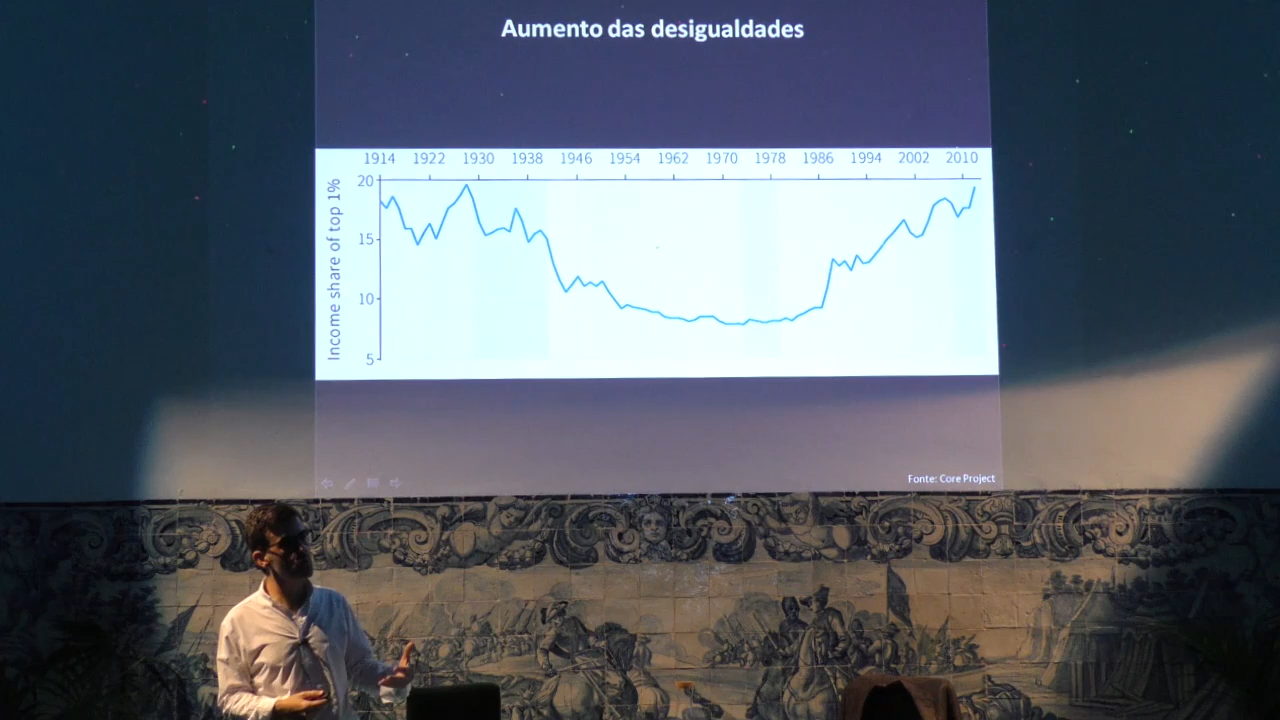 Aumento das desigualdades
1914 1922 1930 1938 1946 1954 1962 1970 1978 1986 1994 2002 2010
Income share of top 1%
20
15
10
5
Fonte: Core Project